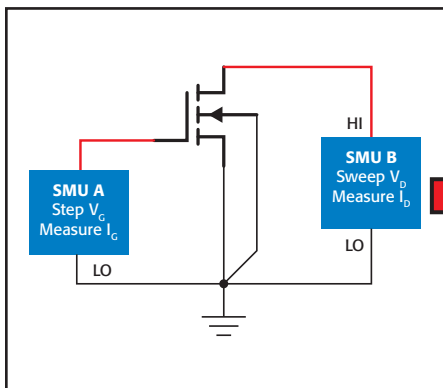 HI
SMU A
Step VG
Measure IG
LO
SMU B
Sweep VD
Measure ID
LO